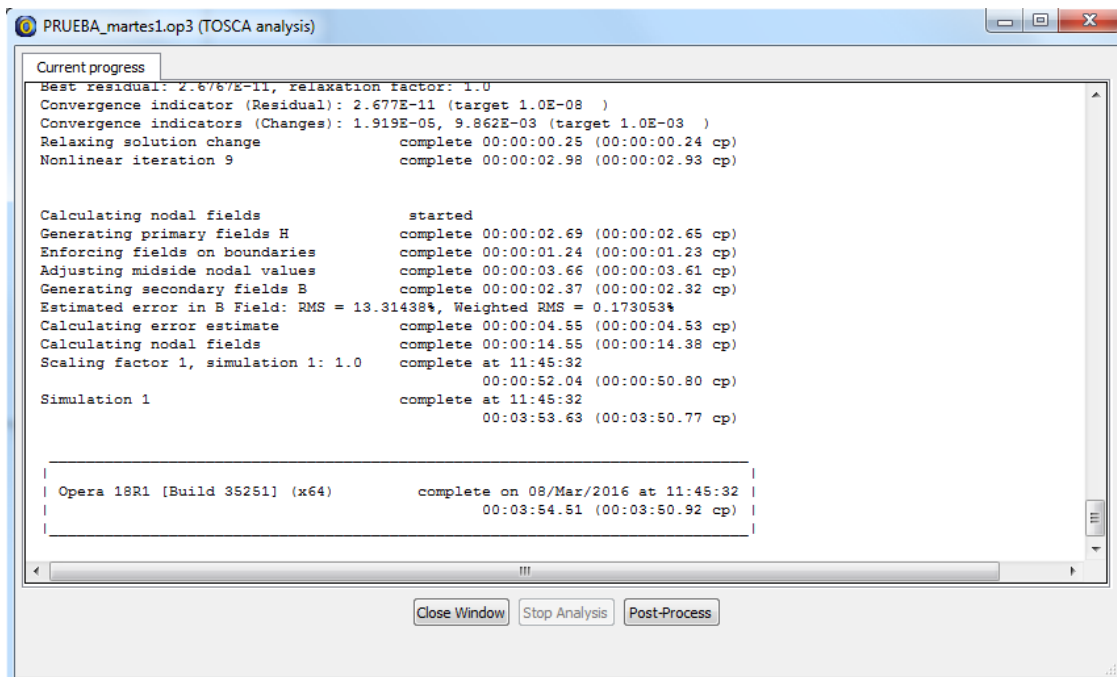 PRUEBA_martes1.op3 (TOSCA analysis)
Current progress
Best residual: 2.6767E-11, relaxation factor: 1.0
Convergence indicator (Residual): 2.677E-11 (target 1.0E-08  )
Convergence indicators (Changes): 1.919E-05, 9.862E-03 (target 1.0E-03  )
Relaxing solution change complete 00:00:00.25 (00:00:00.24 cp)
Nonlinear iteration 9 complete 00:00:02.98 (00:00:02.93 cp)
Calculating nodal fields started
Generating primary fields H complete 00:00:02.69 (00:00:02.65 cp)
Enforcing fields on boundaries complete 00:00:01.24 (00:00:01.23 cp)
Adjusting midside nodal values complete 00:00:03.66 (00:00:03.61 cp)
Generating secondary fields B complete 00:00:02.37 (00:00:02.32 cp)
Estimated error in B Field: RMS = 13.31438%, Weighted RMS = 0.173053%
Calculating error estimate complete 00:00:04.55 (00:00:04.53 cp)
Calculating nodal fields complete 00:00:14.55 (00:00:14.38 cp)
Scaling factor 1, simulation 1: 1.0 complete at 11:45:32
00:00:52.04 (00:00:50.80 cp)
Simulation 1 complete at 11:45:32
00:03:53.63 (00:03:50.77 cp)
Opera 18R1 [Build 35251] (x64) complete on 08/Mar/2016 at 11:45:32
00:03:54.51 (00:03:50.92 cp)
Close Window Stop Analysis Post-Process